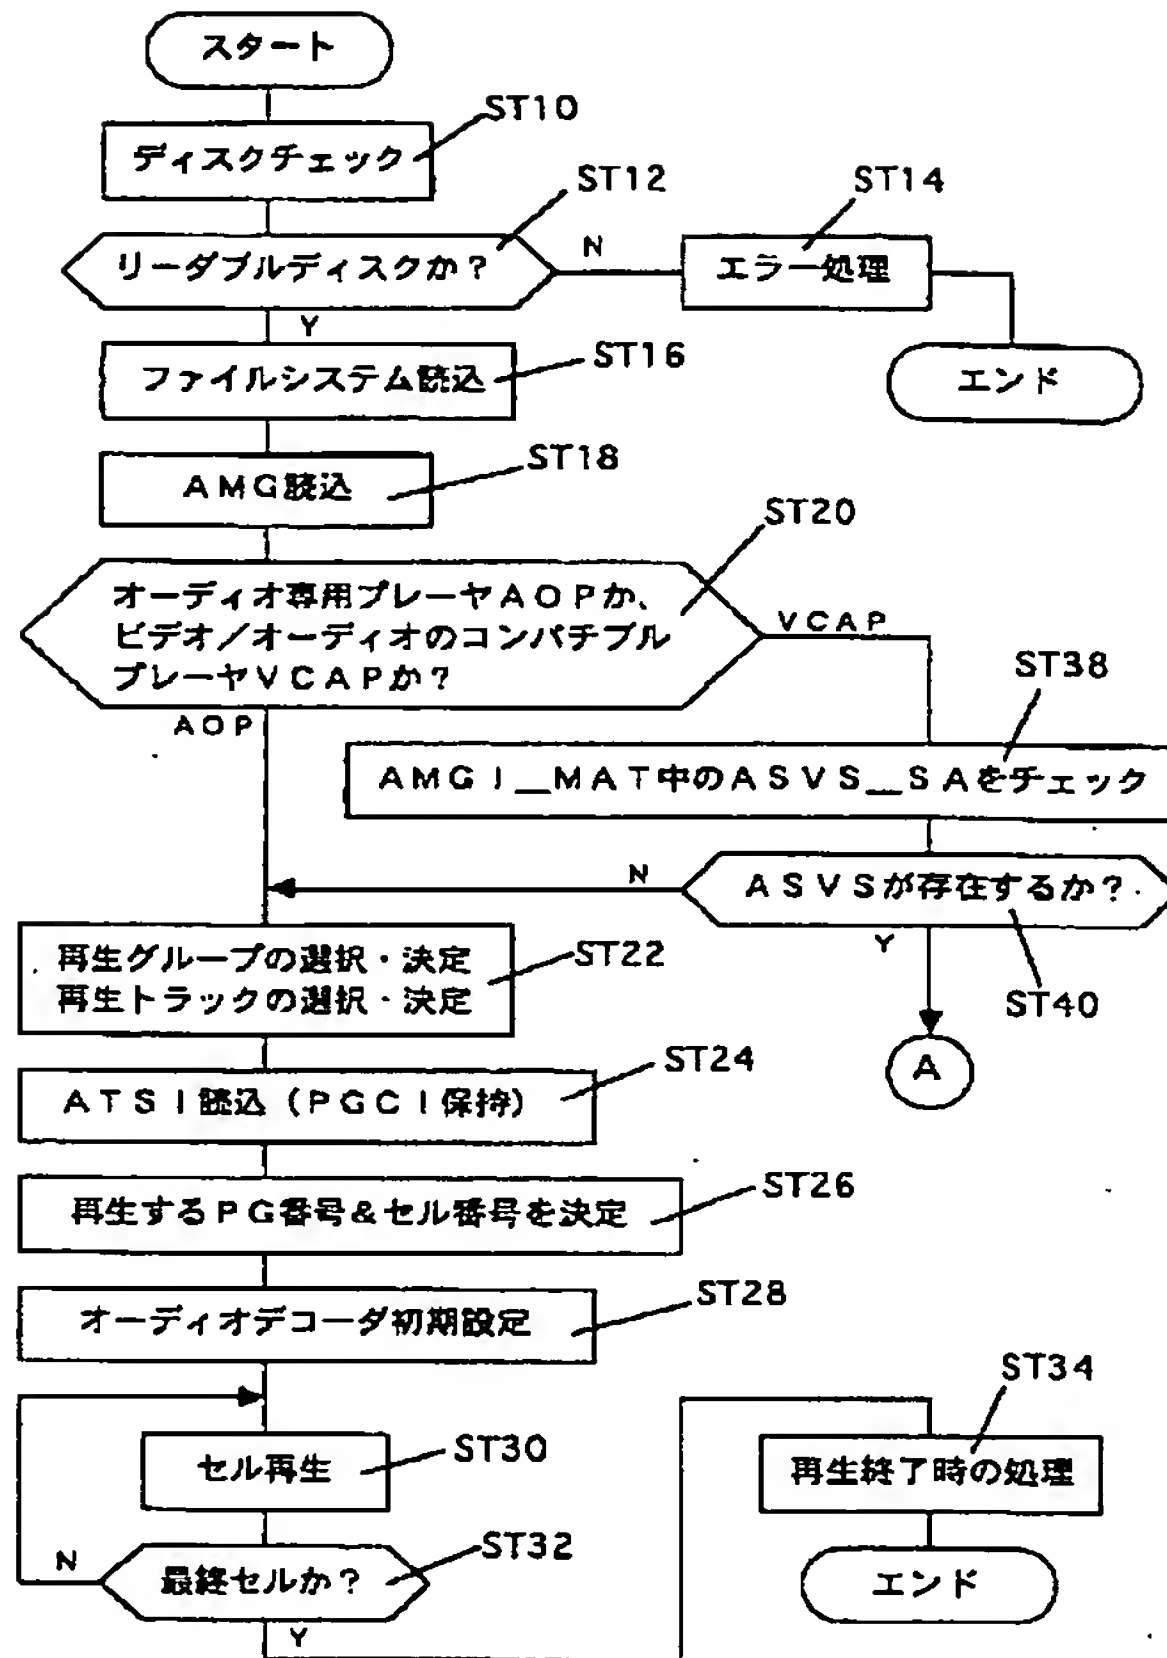 スタート
ST10
ディスクチェック
ST12
リーダブルディスクか？
N
ST14
エラー処理
Y
エンド
ST16
ファイルシステム読込
ST18
ＡＭＧ読込
ST20
オーディオ専用プレーヤＡＯＰか、
ビデオ／オーディオのコンパチブル
プレーヤＶＣＡＰか？
ＶＣＡＰ
ＡＯＰ
ST38
ＡＭＧＩ＿ＭＡＴ中のＡＳＶＳ＿ＳＡをチェック
ＡＳＶＳが存在するか？
N
Y
ST40
A
再生グループの選択・決定
再生トラックの選択・決定
ST22
ST24
ＡＴＳＩ読込（ＰＧＣＩ保持）
ST26
再生するＰＧ番号＆セル番号を決定
ST28
オーディオデコーダ初期設定
ST30
セル再生
ST32
最終セルか？
N
Y
ST34
再生終了時の処理
エンド